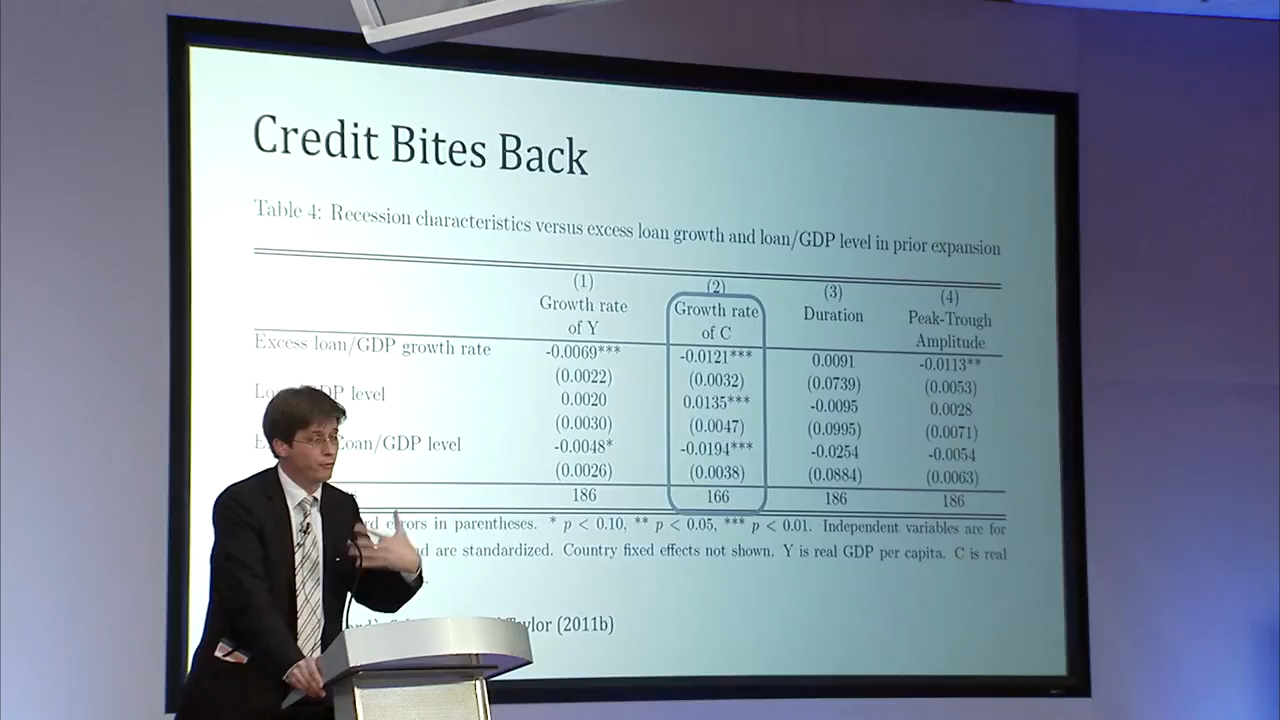 Credit Bites Back
Table 4: Recession characteristics versus excess loan growth and loan/GDP level in prior expansion
(1) (2) (3) (4)
Growth rate Growth rate Duration Peak-Trough
of Y of C Amplitude
Excess loan/GDP growth rate -0.0069*** -0.0121*** 0.0091 -0.0113**
(0.0022) (0.0032) (0.0739) (0.0053)
level 0.0020 0.0135*** -0.0095 0.0028
(0.0030) (0.0047) (0.0995) (0.0071)
loan/GDP level -0.0048* -0.0194*** -0.0254 -0.0054
(0.0026) (0.0038) (0.0884) (0.0063)
186 166 186 186
errors in parentheses. * p < 0.10, ** p < 0.05, *** p < 0.01. Independent variables are for
and are standardized. Country fixed effects not shown. Y is real GDP per capita. C is real
Taylor (2011b)